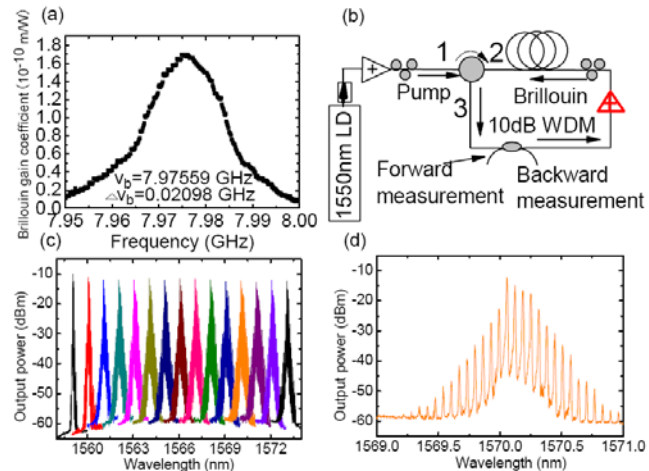 (a)
Brillouin gain coefficient (10⁻¹⁰ m/W)
1.8
1.6
1.4
1.2
1.0
0.8
0.6
0.4
0.2
0.0
v_b=7.97559 GHz
△v_b=0.02098 GHz
7.95 7.96 7.97 7.98 7.99 8.00
Frequency (GHz)
(b)
1
2
+
Pump
3
Brillouin
10dB WDM
1550nm LD
Forward
measurement
Backward
measurement
(c)
Output power (dBm)
-10
-20
-30
-40
-50
-60
1560 1563 1566 1569 1572
Wavelength (nm)
(d)
Output power (dBm)
-10
-20
-30
-40
-50
-60
1569.0 1569.5 1570.0 1570.5 1571.0
Wavelength (nm)